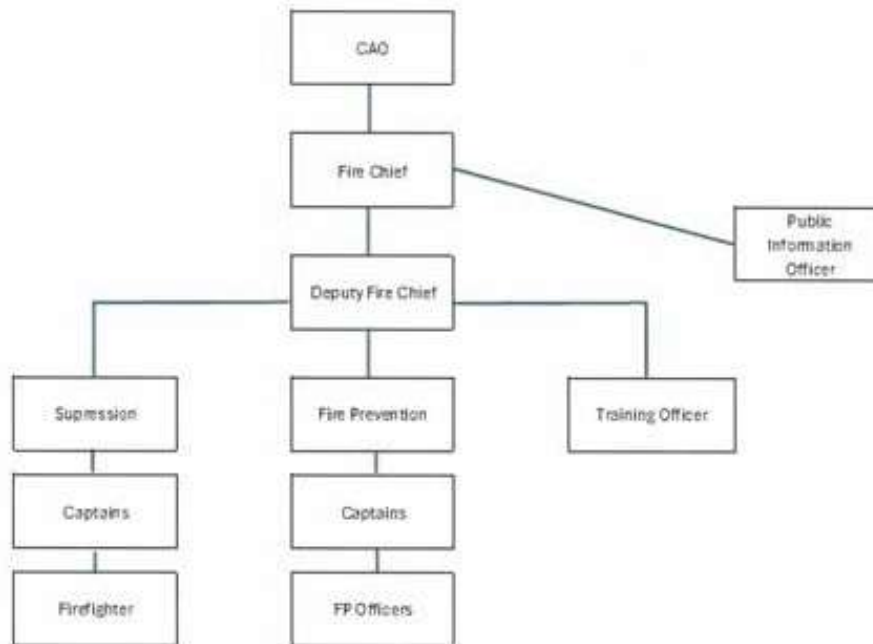 CAO
Fire Chief
Public
Information
Officer
Deputy Fire Chief
Supression
Fire Prevention
Training Officer
Captains
Captains
Firefighter
FP Officers